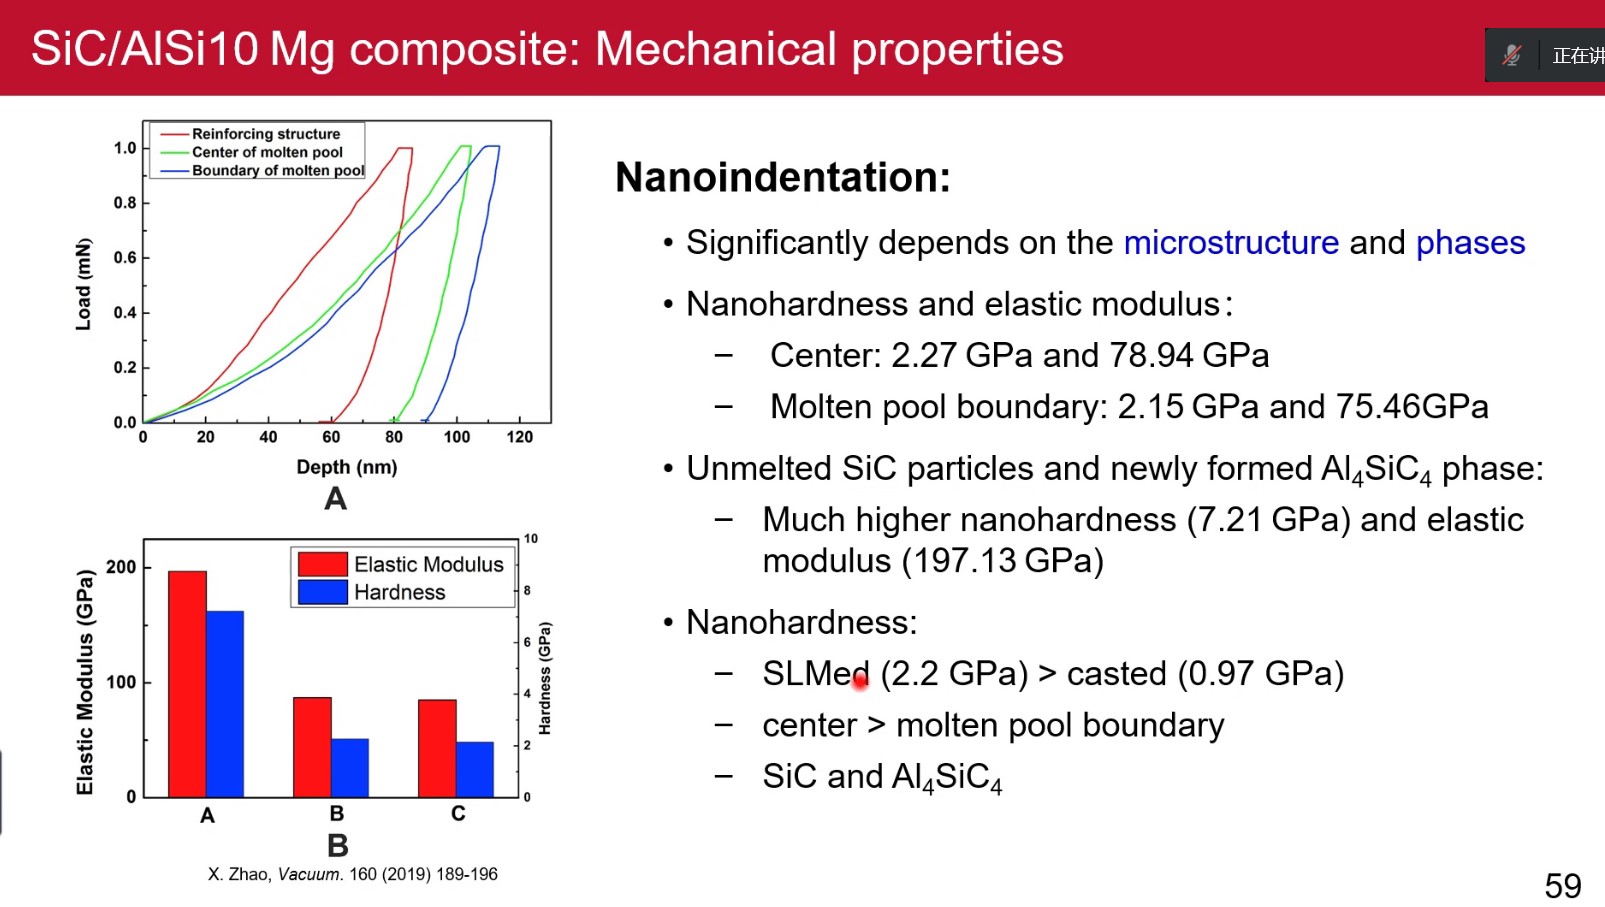 SiC/AlSi10 Mg composite: Mechanical properties
正在讲
Reinforcing structure
Center of molten pool
Boundary of molten pool
1.0
0.8
0.6
0.4
0.2
0.0
Load (mN)
0 20 40 60 80 100 120
Depth (nm)
A
Elastic Modulus
Hardness
200
100
0
Elastic Modulus (GPa)
10
8
6
4
2
0
Hardness (GPa)
A B C
B
X. Zhao, Vacuum. 160 (2019) 189-196
Nanoindentation:
• Significantly depends on the microstructure and phases
• Nanohardness and elastic modulus：
– Center: 2.27 GPa and 78.94 GPa
– Molten pool boundary: 2.15 GPa and 75.46GPa
• Unmelted SiC particles and newly formed Al₄SiC₄ phase:
– Much higher nanohardness (7.21 GPa) and elastic
modulus (197.13 GPa)
• Nanohardness:
– SLMed (2.2 GPa) > casted (0.97 GPa)
– center > molten pool boundary
– SiC and Al₄SiC₄
59